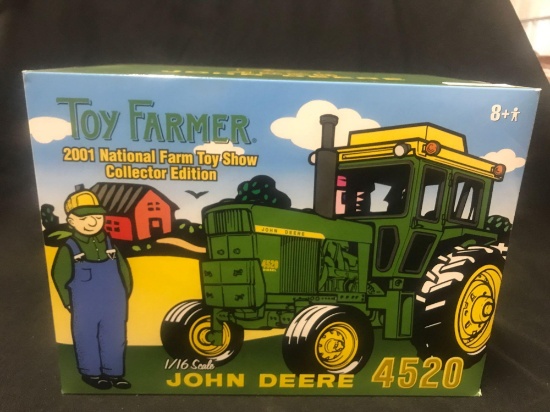 TOY FARMER®
2001 National Farm Toy Show
Collector Edition
8+
JOHN DEERE
4520
1/16 Scale
JOHN DEERE 4520